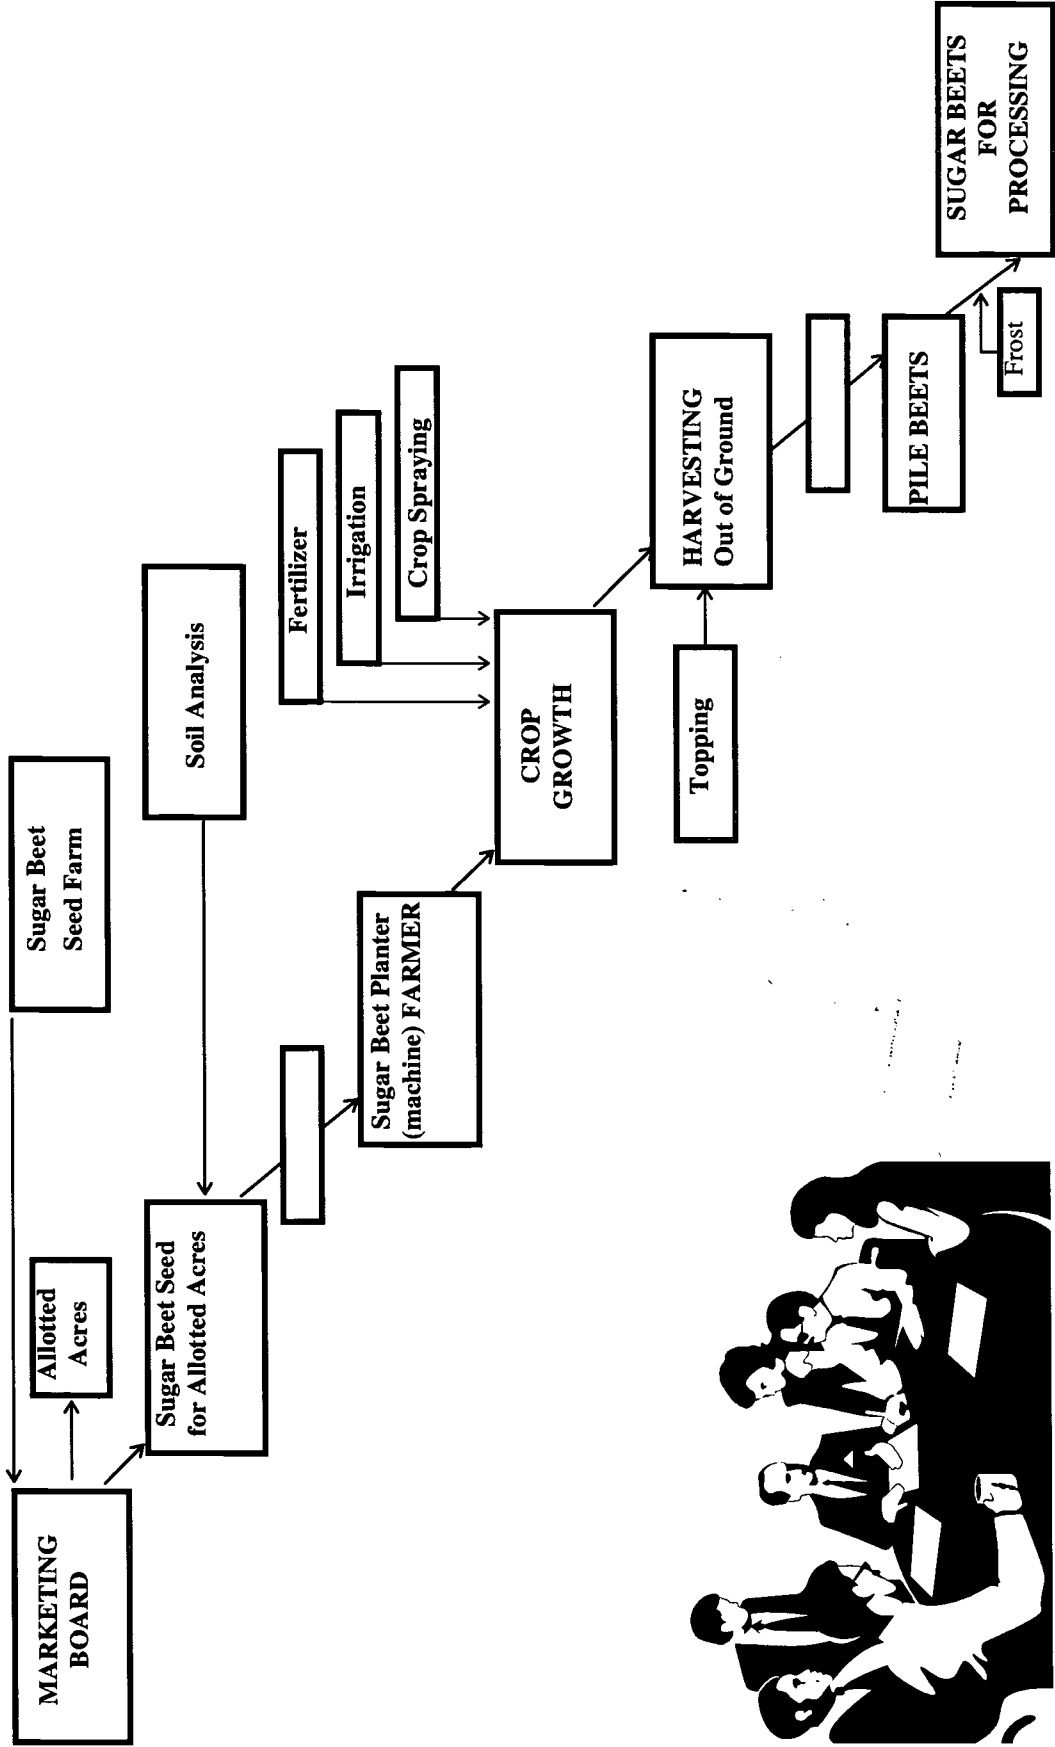 MARKETING
BOARD
Allotted
Acres
Sugar Beet
Seed Farm
Sugar Beet Seed
for Allotted Acres
Soil Analysis
Sugar Beet Planter
(machine) FARMER
Fertilizer
Irrigation
Crop Spraying
CROP
GROWTH
Topping
HARVESTING
Out of Ground
PILE BEETS
Frost
SUGAR BEETS
FOR
PROCESSING